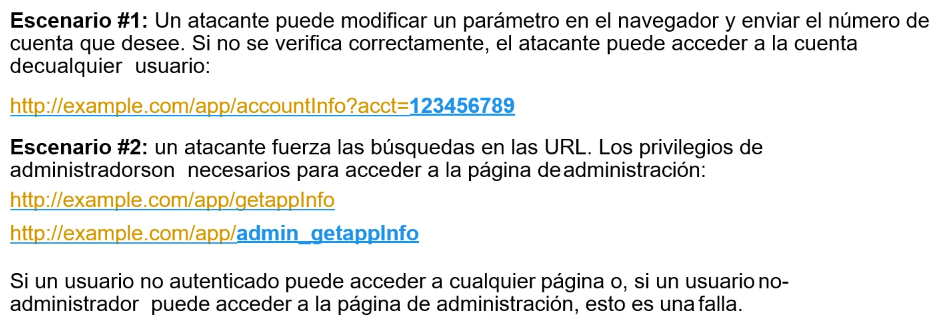 Escenario #1: Un atacante puede modificar un parámetro en el navegador y enviar el número de
cuenta que desee. Si no se verifica correctamente, el atacante puede acceder a la cuenta
decualquier usuario:
http://example.com/app/accountInfo?acct=123456789
Escenario #2: un atacante fuerza las búsquedas en las URL. Los privilegios de
administradorson necesarios para acceder a la página deadministración:
http://example.com/app/getappInfo
http://example.com/app/admin_getappInfo
Si un usuario no autenticado puede acceder a cualquier página o, si un usuario no-
administrador puede acceder a la página de administración, esto es una falla.